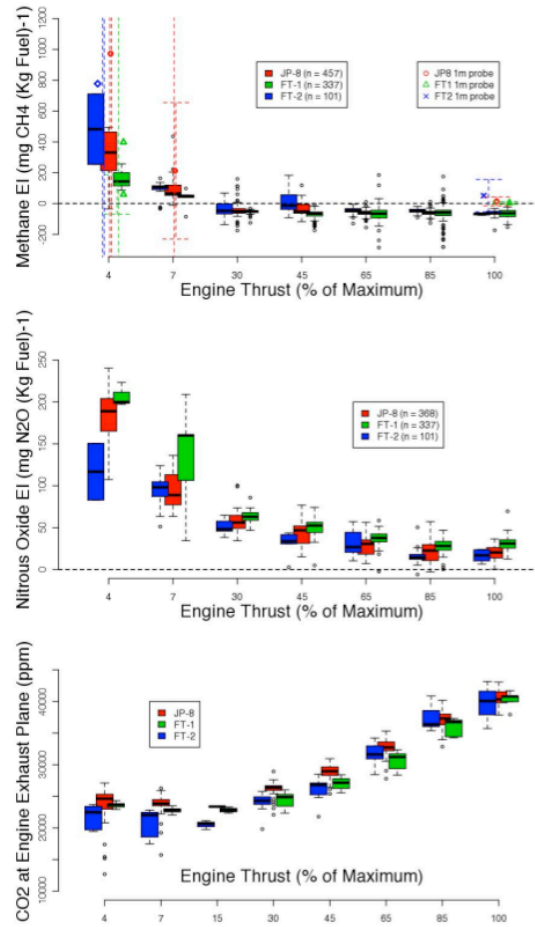 Methane EI (mg CH4 (Kg Fuel)-1)
-200 0 200 400 600 800 1000 1200
JP-8 (n = 457)
FT-1 (n = 337)
FT-2 (n = 101)
JP8 1m probe
FT1 1m probe
FT2 1m probe
4 7 30 45 65 85 100
Engine Thrust (% of Maximum)
Nitrous Oxide EI (mg N2O (Kg Fuel)-1)
0 50 100 150 200 250
JP-8 (n = 368)
FT-1 (n = 337)
FT-2 (n = 101)
4 7 30 45 65 85 100
Engine Thrust (% of Maximum)
CO2 at Engine Exhaust Plane (ppm)
10000 20000 30000 40000
JP-8
FT-1
FT-2
Engine Thrust (% of Maximum)
4 7 15 30 45 65 85 100